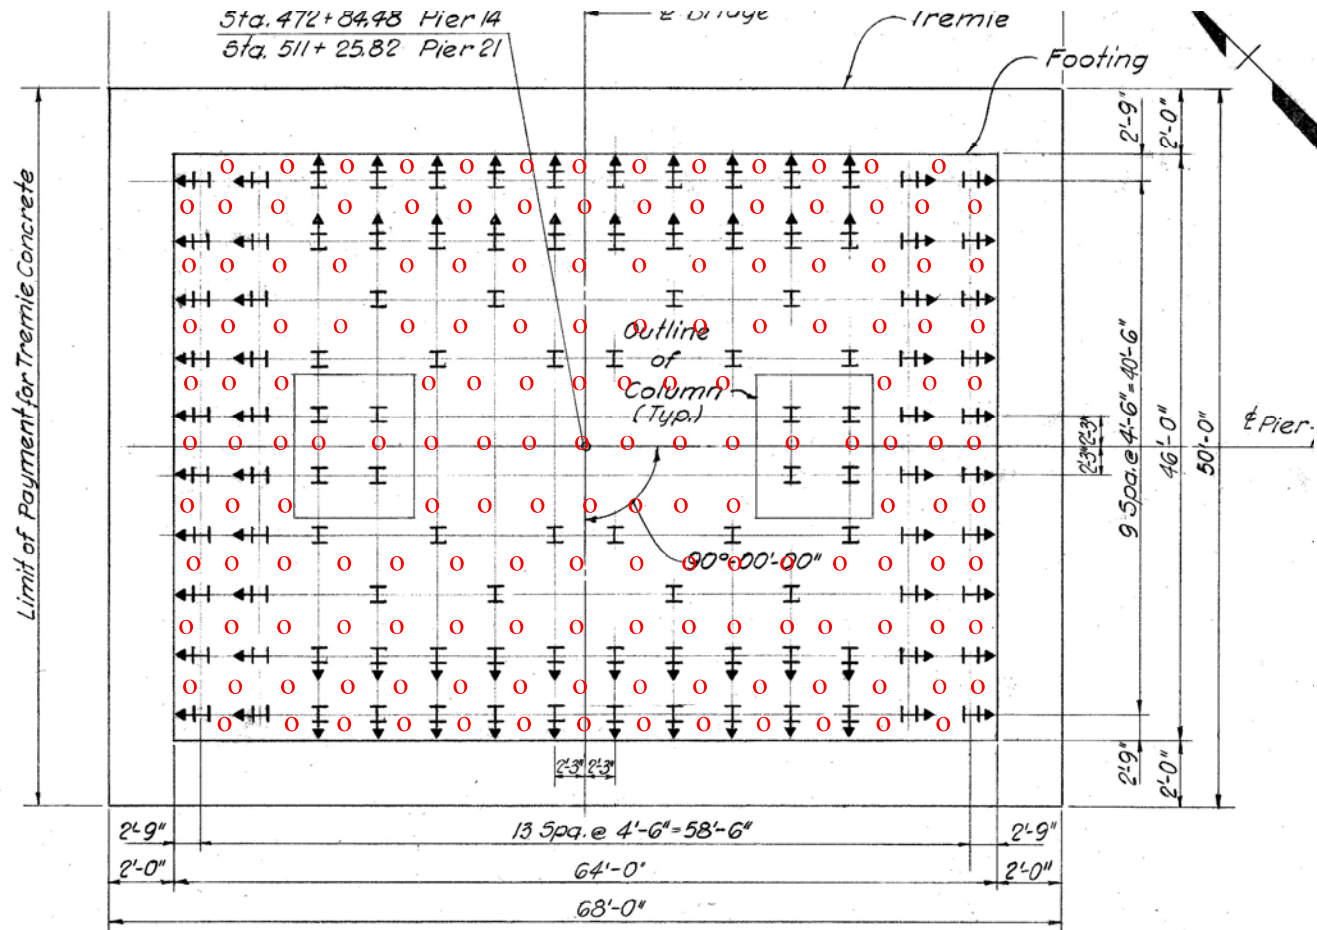 Sta. 472+84.48 Pier 14
Sta. 511+25.82 Pier 21
℄ Bridge
Tremie
Footing
2'-9"
2'-0"
Limit of Payment for Tremie Concrete
Outline
of
Column
(Typ.)
9 Spa. @ 4'-6"=40'-6"
46'-0"
50'-0"
2'-3" 2'-3"
℄ Pier
90°-00'-00"
2'-3" 2'-3"
2'-9"
2'-0"
2'-9"
13 Spa. @ 4'-6"=58'-6"
2'-9"
2'-0"
64'-0"
2'-0"
68'-0"